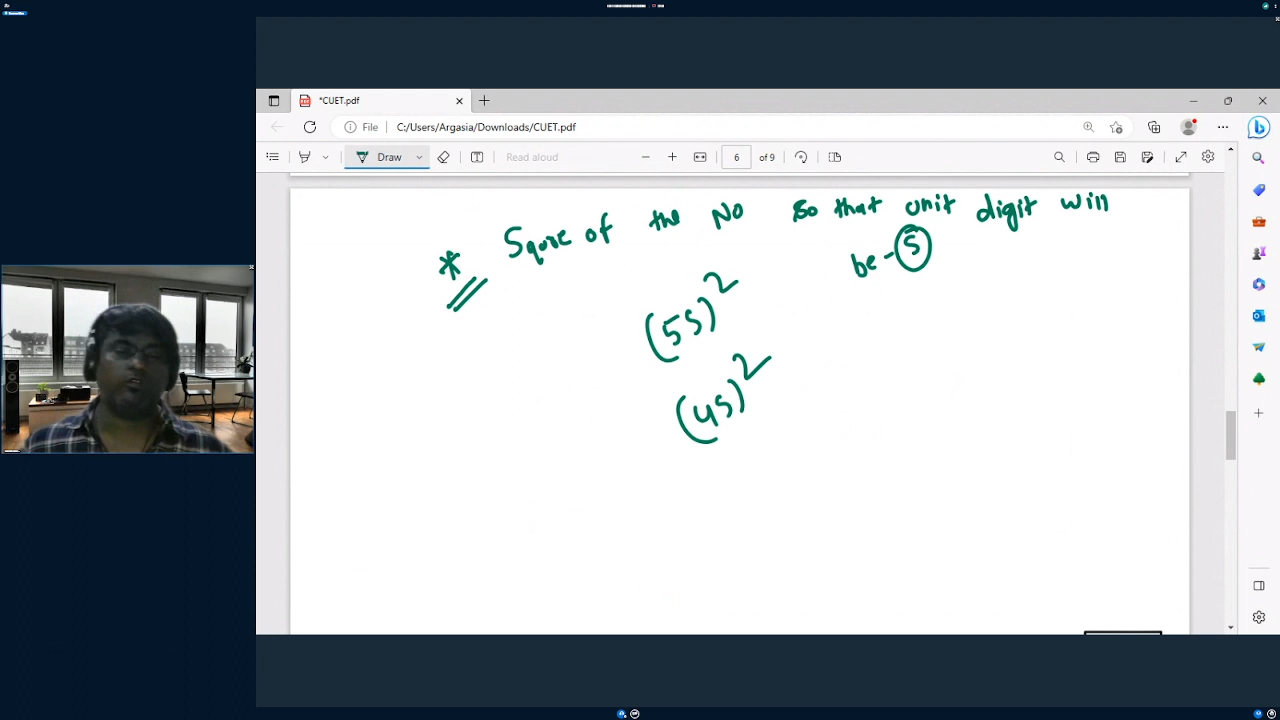 *CUET.pdf
File C:/Users/Argasia/Downloads/CUET.pdf
Draw Read aloud 6 of 9
* Square of the No so that unit digit will
be - 5
(55)2
(45)2